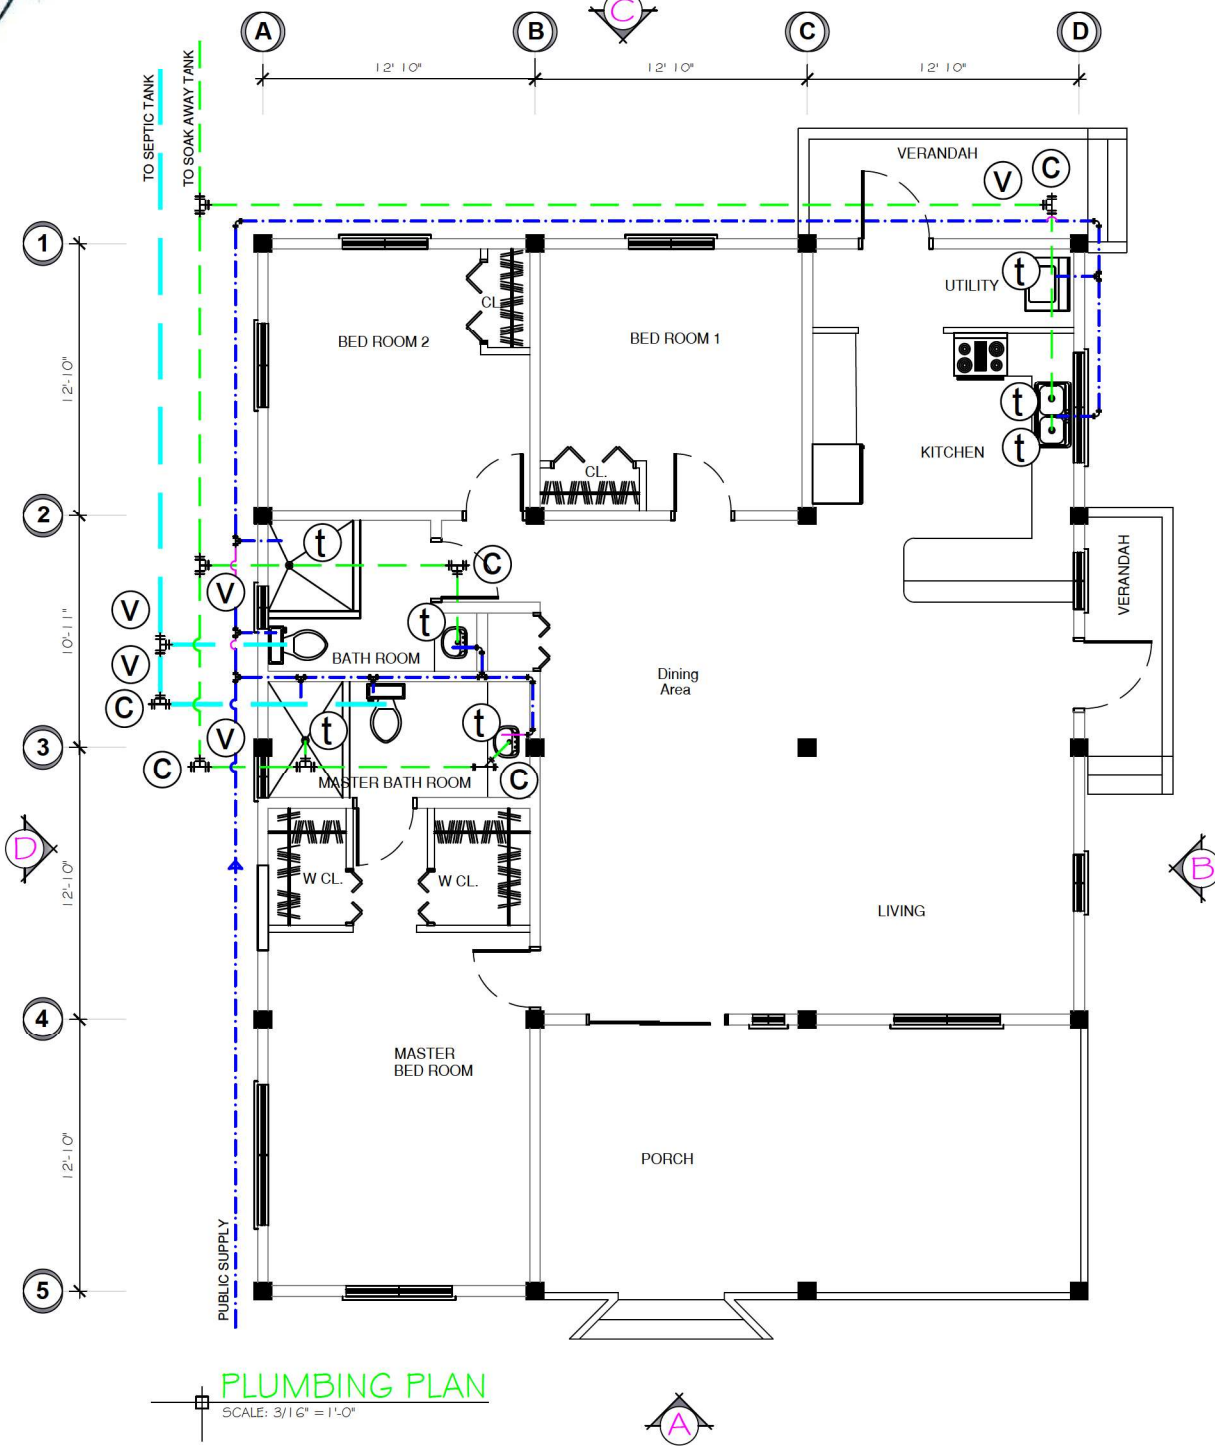 C
A
B
C
D
12' 10"
12' 10"
12' 10"
TO SEPTIC TANK
TO SOAK AWAY TANK
VERANDAH
V
C
1
t
UTILITY
CL.
BED ROOM 2
BED ROOM 1
12'-10"
t
t
KITCHEN
CL.
2
t
C
V
V
t
VERANDAH
10'-11"
BATH ROOM
V
Dining
Area
C
t
t
V
3
C
MASTER BATH ROOM
C
D
B
W CL.
W CL.
12'-10"
LIVING
4
MASTER
BED ROOM
12'-10"
PORCH
PUBLIC SUPPLY
5
PLUMBING PLAN
SCALE: 3/16" = 1'-0"
A